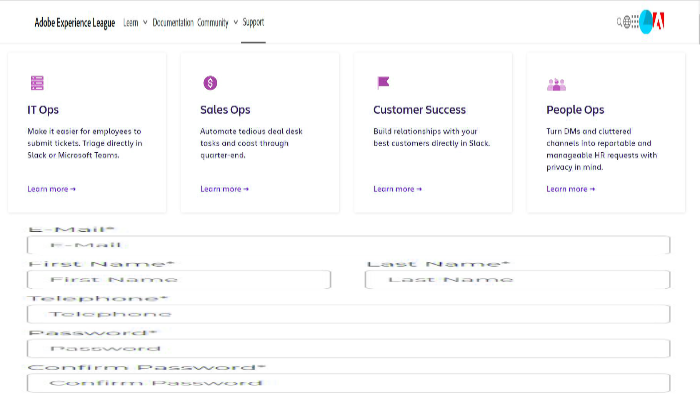 Adobe Experience League Learn Documentation Community Support
IT Ops
Make it easier for employees to
submit tickets. Triage directly in
Slack or Microsoft Teams.
Learn more →
Sales Ops
Automate tedious deal desk
tasks and coast through
quarter-end.
Learn more →
Customer Success
Build relationships with your
best customers directly in Slack.
Learn more →
People Ops
Turn DMs and cluttered
channels into reportable and
manageable HR requests with
privacy in mind.
Learn more →
E-Mail*
E-Mail
First Name* Last Name*
First Name Last Name
Telephone*
Telephone
Password*
Password
Confirm Password*
Confirm Password